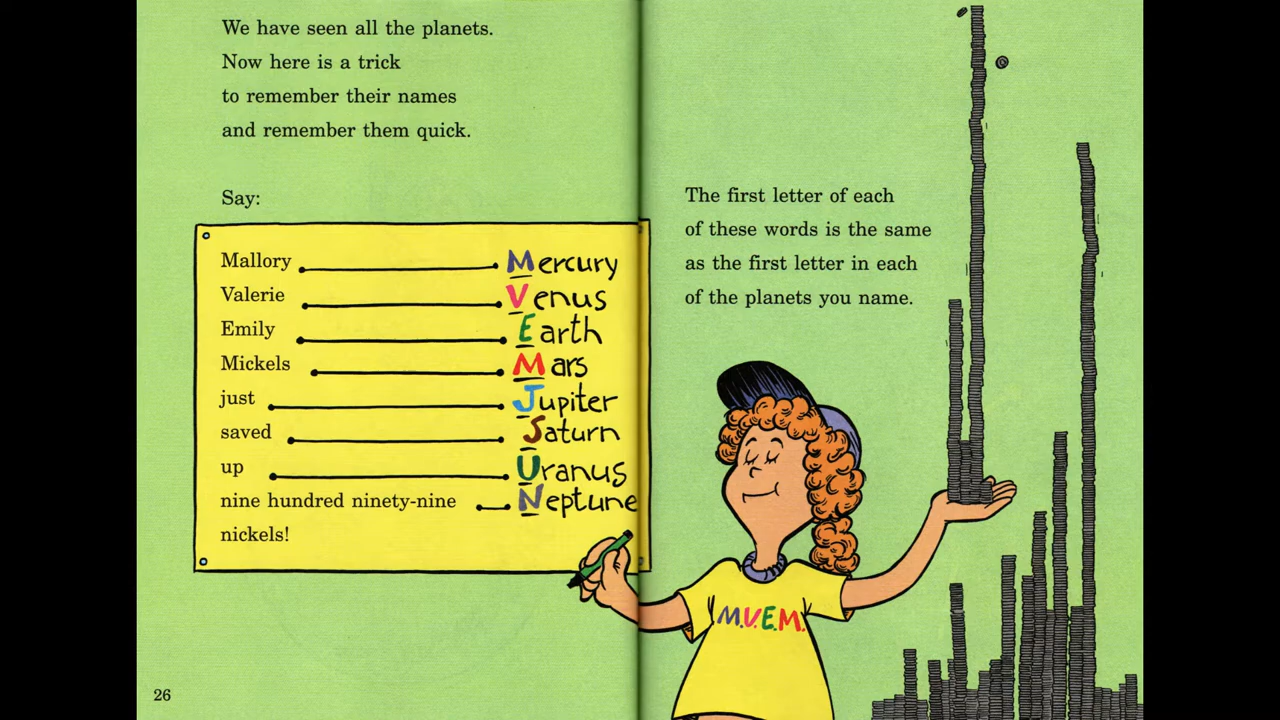 We have seen all the planets.
Now here is a trick
to remember their names
and remember them quick.
Say:
Mallory Mercury
Valerie Venus
Emily Earth
Mickels Mars
just Jupiter
saved Saturn
up Uranus
nine hundred ninety-nine Neptune
nickels!
26
The first letter of each
of these words is the same
as the first letter in each
of the planets you name.
M.V.E.M.